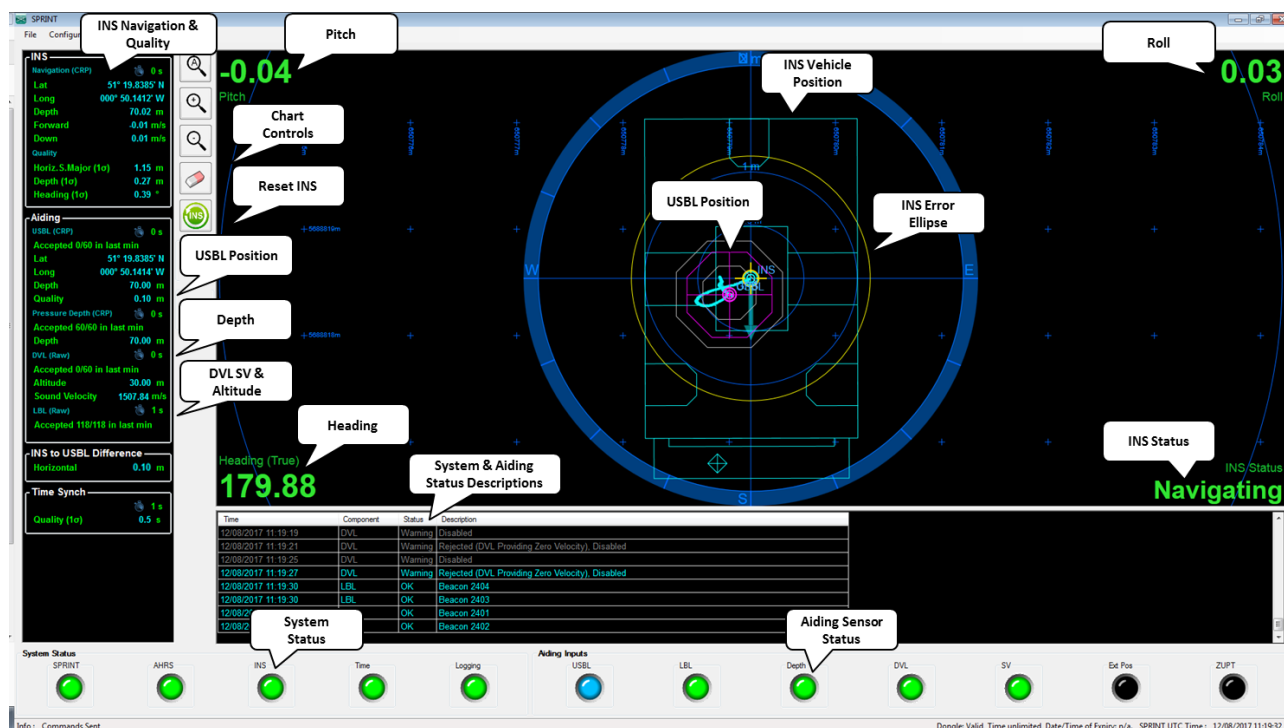 SPRINT
File Configu
INS Navigation & Quality
Pitch
Roll
INS
Navigation (CRP) 0 s
Lat 51° 19.8385' N
Long 000° 50.1412' W
Depth 70.02 m
Forward -0.01 m/s
Down 0.01 m/s
Quality
Horiz.S.Major (1σ) 1.15 m
Depth (1σ) 0.27 m
Heading (1σ) 0.39 °
Aiding
USBL (CRP) 0 s
Accepted 0/60 in last min
Lat 51° 19.8385' N
Long 000° 50.1414' W
Depth 70.00 m
Quality 0.10 m
Pressure Depth (CRP) 0 s
Accepted 60/60 in last min
Depth 70.00 m
DVL (Raw) 0 s
Accepted 0/60 in last min
Altitude 30.00 m
Sound Velocity 1507.84 m/s
LBL (Raw) 1 s
Accepted 118/118 in last min
INS to USBL Difference
Horizontal 0.10 m
Time Synch
1 s
Quality (1σ) 0.5 s
-0.04
Pitch
0.03
Roll
INS Vehicle Position
Chart Controls
Reset INS
INS
USBL Position
INS Error Ellipse
USBL Position
Depth
DVL SV & Altitude
Heading
System & Aiding Status Descriptions
INS Status
1 m
W
E
S
INS
USBL
5688819m
5688818m
Heading (True)
179.88
INS Status
Navigating
Time Component Status Description
12/08/2017 11:19:19 DVL Warning Disabled
12/08/2017 11:19:21 DVL Warning Rejected (DVL Providing Zero Velocity), Disabled
12/08/2017 11:19:25 DVL Warning Disabled
12/08/2017 11:19:27 DVL Warning Rejected (DVL Providing Zero Velocity), Disabled
12/08/2017 11:19:30 LBL OK Beacon 2404
12/08/2017 11:19:30 LBL OK Beacon 2403
12/08/2 OK Beacon 2401
12/08/2 OK Beacon 2402
System Status
Aiding Sensor Status
System Status
SPRINT AHRS INS Time Logging
Aiding Inputs
USBL LBL Depth DVL SV Ext Pos ZUPT
Info : Commands Sent
Dongle: Valid, Time unlimited, Date/Time of Expiry: n/a, SPRINT UTC Time : 12/08/2017 11:19:32